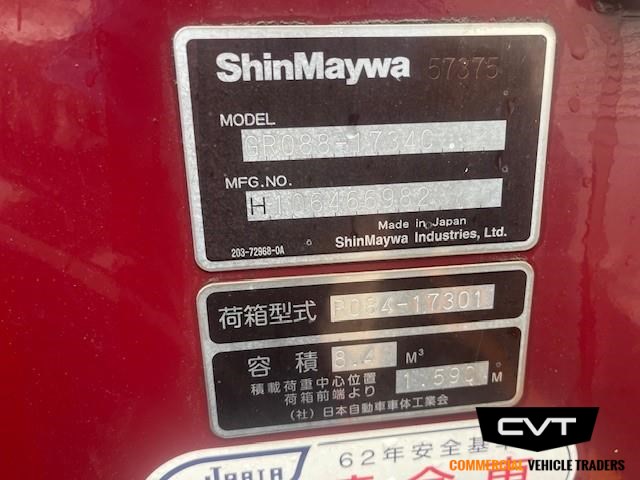 ShinMaywa 57375
MODEL
GR088-1734C
MFG.NO.
H106466982
Made in Japan
203-72868-0A ShinMaywa Industries, Ltd.
荷箱型式 P084-17301
容積 8.4 M³
積載荷重中心位置
荷箱前端より 1.590 M
(社)日本自動車車体工業会
62年安全基
CVT
COMMERCIAL VEHICLE TRADERS